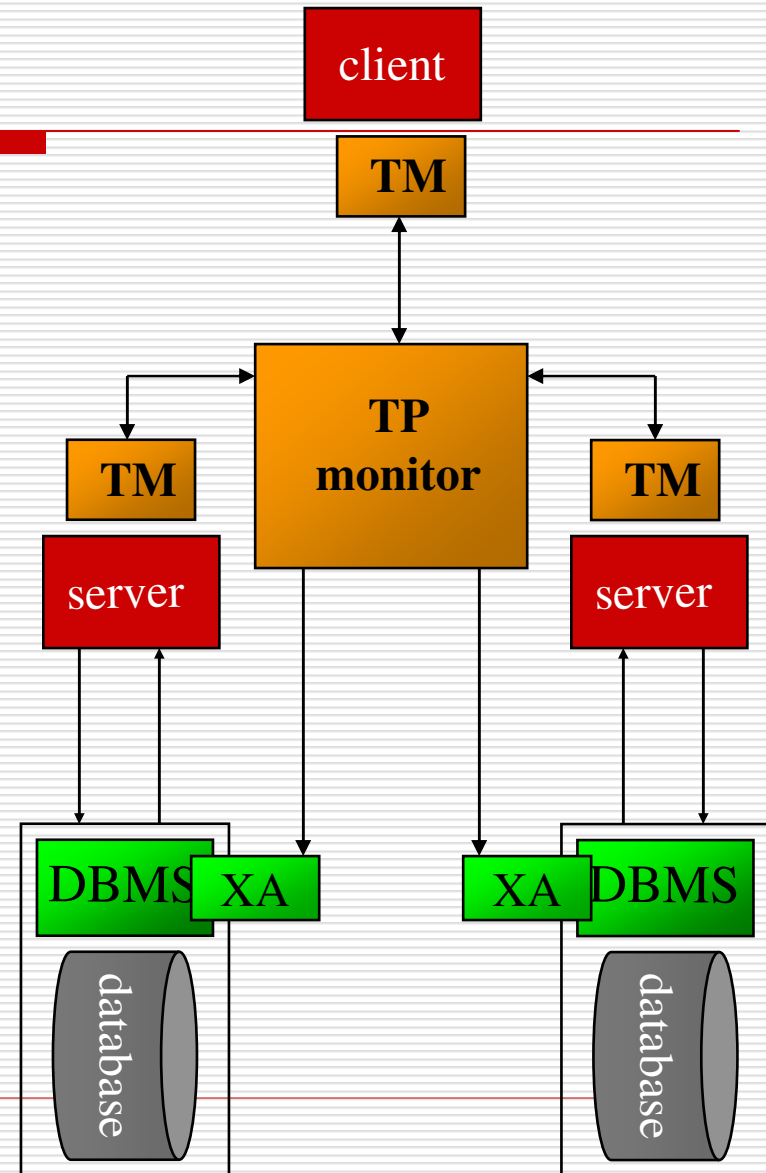 client
TM
TP
monitor
TM
TM
server
server
DBMS
XA
XA
DBMS
database
database